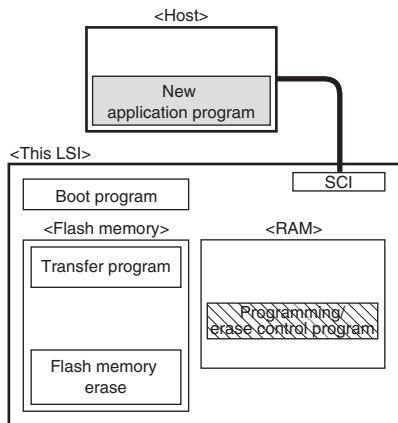 <Host>
New
application program
<This LSI>
SCI
Boot program
<Flash memory>
<RAM>
Transfer program
Programming/
erase control program
Flash memory
erase